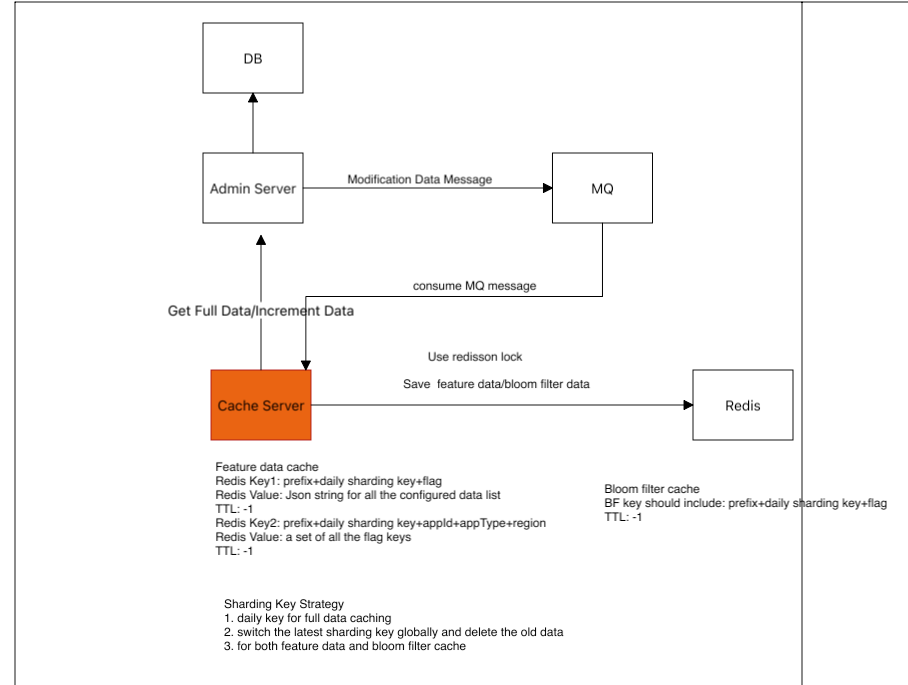 DB
Admin Server
Modification Data Message
MQ
consume MQ message
Get Full Data/Increment Data
Use redisson lock
Save feature data/bloom filter data
Cache Server
Redis
Feature data cache
Redis Key1: prefix+daily sharding key+flag
Redis Value: Json string for all the configured data list
TTL: -1
Redis Key2: prefix+daily sharding key+appId+appType+region
Redis Value: a set of all the flag keys
TTL: -1
Bloom filter cache
BF key should include: prefix+daily sharding key+flag
TTL: -1
Sharding Key Strategy
1. daily key for full data caching
2. switch the latest sharding key globally and delete the old data
3. for both feature data and bloom filter cache